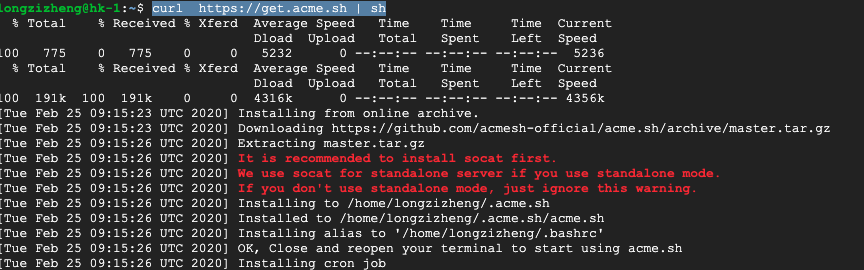 longzizheng@hk-1:~$ curl  https://get.acme.sh | sh
  % Total    % Received % Xferd  Average Speed   Time    Time     Time  Current
                                 Dload  Upload   Total   Spent    Left  Speed
100   775    0   775    0     0   5232      0 --:--:-- --:--:-- --:--:--  5236
  % Total    % Received % Xferd  Average Speed   Time    Time     Time  Current
                                 Dload  Upload   Total   Spent    Left  Speed
100  191k  100  191k    0     0  4316k      0 --:--:-- --:--:-- --:--:-- 4356k
[Tue Feb 25 09:15:23 UTC 2020] Installing from online archive.
[Tue Feb 25 09:15:23 UTC 2020] Downloading https://github.com/acmesh-official/acme.sh/archive/master.tar.gz
[Tue Feb 25 09:15:26 UTC 2020] Extracting master.tar.gz
[Tue Feb 25 09:15:26 UTC 2020] It is recommended to install socat first.
[Tue Feb 25 09:15:26 UTC 2020] We use socat for standalone server if you use standalone mode.
[Tue Feb 25 09:15:26 UTC 2020] If you don't use standalone mode, just ignore this warning.
[Tue Feb 25 09:15:26 UTC 2020] Installing to /home/longzizheng/.acme.sh
[Tue Feb 25 09:15:26 UTC 2020] Installed to /home/longzizheng/.acme.sh/acme.sh
[Tue Feb 25 09:15:26 UTC 2020] Installing alias to '/home/longzizheng/.bashrc'
[Tue Feb 25 09:15:26 UTC 2020] OK, Close and reopen your terminal to start using acme.sh
[Tue Feb 25 09:15:26 UTC 2020] Installing cron job